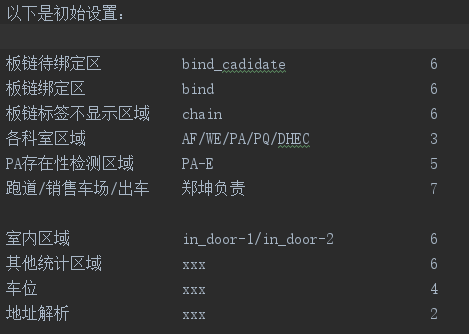 以下是初始设置：
板链待绑定区 bind_cadidate 6
板链绑定区 bind 6
板链标签不显示区域 chain 6
各科室区域 AF/WE/PA/PQ/DHEC 3
PA存在性检测区域 PA-E 5
跑道/销售车场/出车 郑坤负责 7
室内区域 in_door-1/in_door-2 6
其他统计区域 xxx 6
车位 xxx 4
地址解析 xxx 2